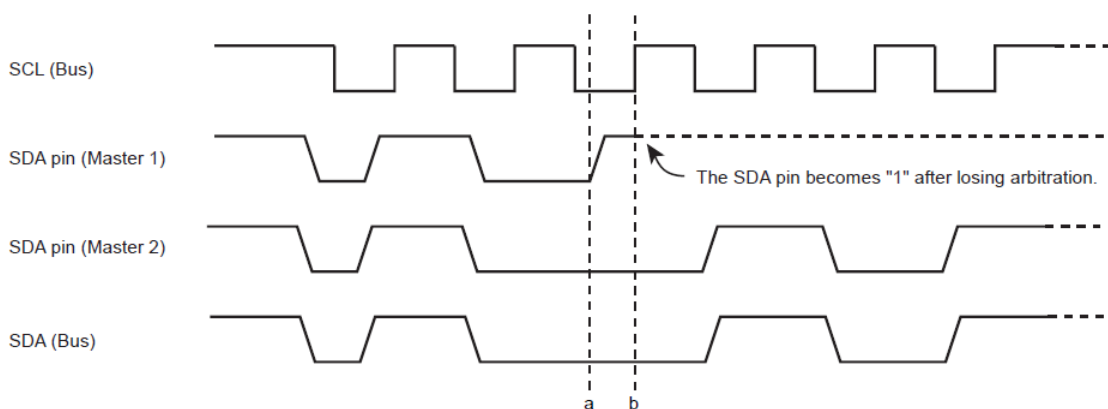 SCL (Bus)
SDA pin (Master 1)
The SDA pin becomes "1" after losing arbitration.
SDA pin (Master 2)
SDA (Bus)
a b